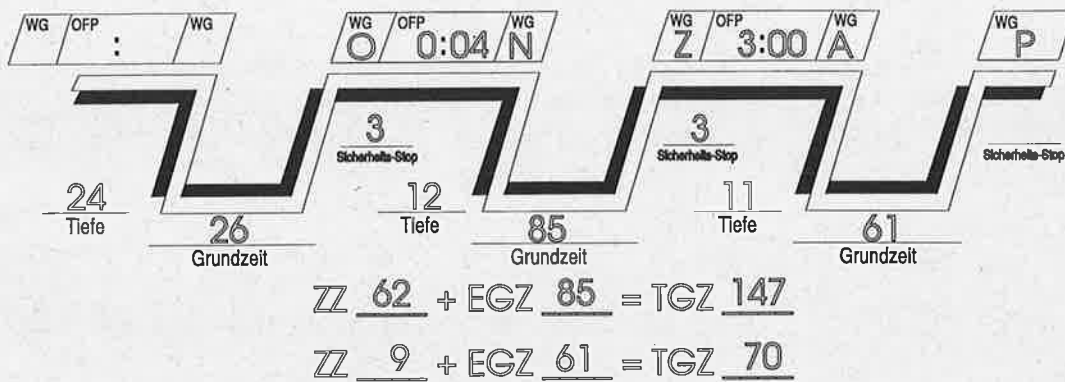 WG OFP WG WG OFP WG WG OFP WG WG
: O 0:04 N Z 3:00 A P
3 3
Sicherheits-Stop Sicherheits-Stop Sicherheits-Stop
24 12 11
Tiefe Tiefe Tiefe
26 85 61
Grundzeit Grundzeit Grundzeit
ZZ 62 + EGZ 85 = TGZ 147
ZZ 9 + EGZ 61 = TGZ 70